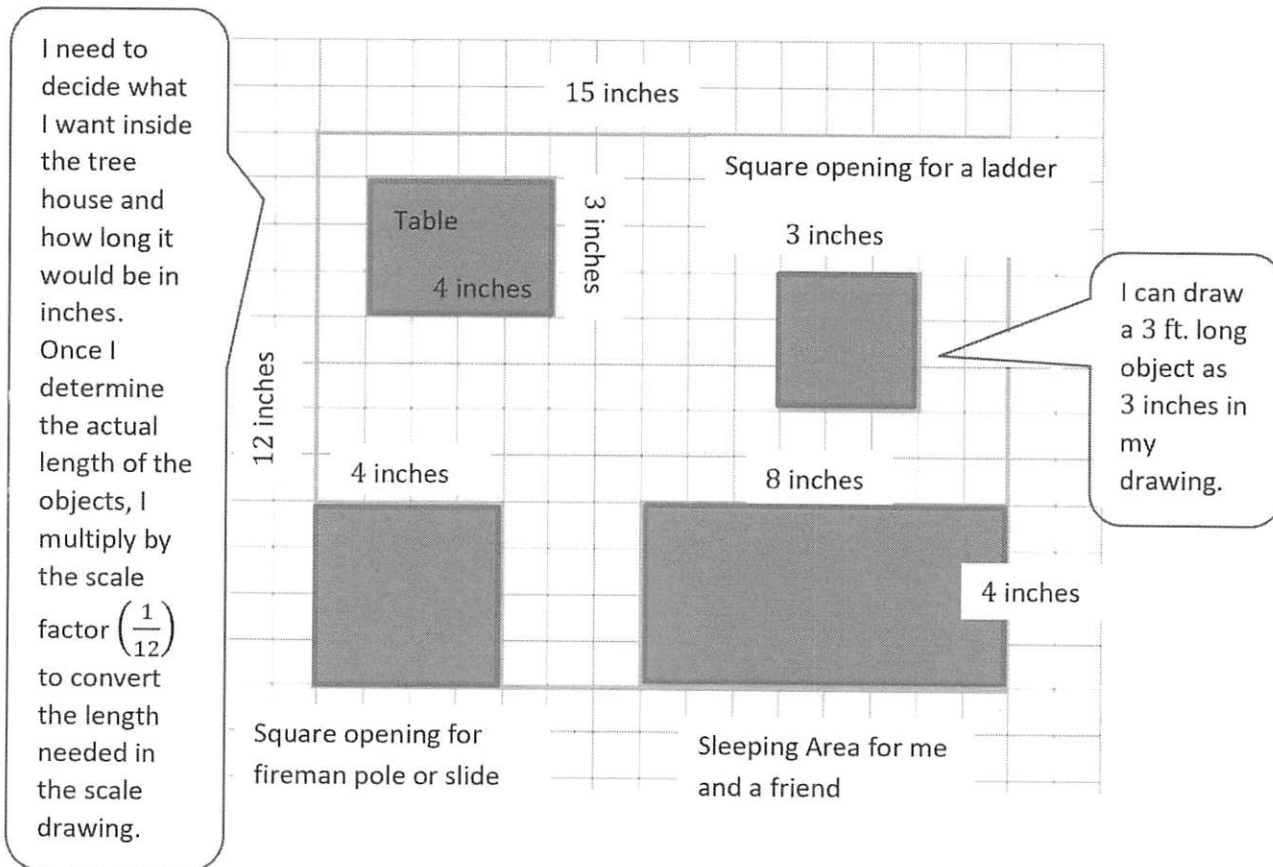 I need to
decide what
I want inside
the tree
house and
how long it
would be in
inches.
Once I
determine
the actual
length of the
objects, I
multiply by
the scale
factor (1/12)
to convert
the length
needed in
the scale
drawing.
15 inches
Square opening for a ladder
Table
4 inches
3 inches
3 inches
12 inches
I can draw
a 3 ft. long
object as
3 inches in
my
drawing.
4 inches
8 inches
4 inches
Square opening for
fireman pole or slide
Sleeping Area for me
and a friend